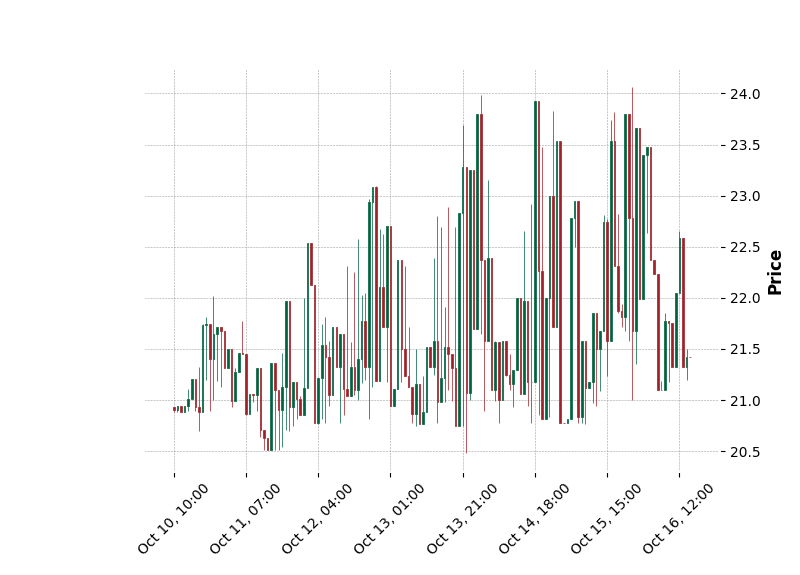 24.0
23.5
23.0
22.5
22.0
21.5
21.0
20.5
Price
Oct 10, 10:00
Oct 11, 07:00
Oct 12, 04:00
Oct 13, 01:00
Oct 13, 21:00
Oct 14, 18:00
Oct 15, 15:00
Oct 16, 12:00